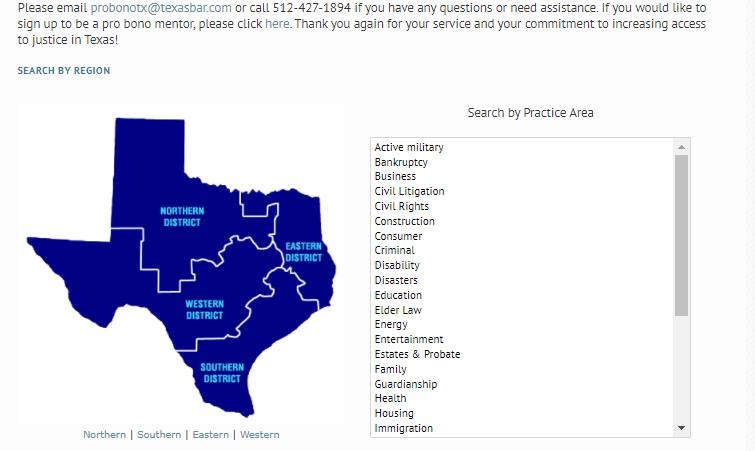 Please email probonotx@texasbar.com or call 512-427-1894 if you have any questions or need assistance. If you would like to
sign up to be a pro bono mentor, please click here. Thank you again for your service and your commitment to increasing access
to justice in Texas!
SEARCH BY REGION
NORTHERN
DISTRICT
EASTERN
DISTRICT
WESTERN
DISTRICT
SOUTHERN
DISTRICT
Northern | Southern | Eastern | Western
Search by Practice Area
Active military
Bankruptcy
Business
Civil Litigation
Civil Rights
Construction
Consumer
Criminal
Disability
Disasters
Education
Elder Law
Energy
Entertainment
Estates & Probate
Family
Guardianship
Health
Housing
Immigration